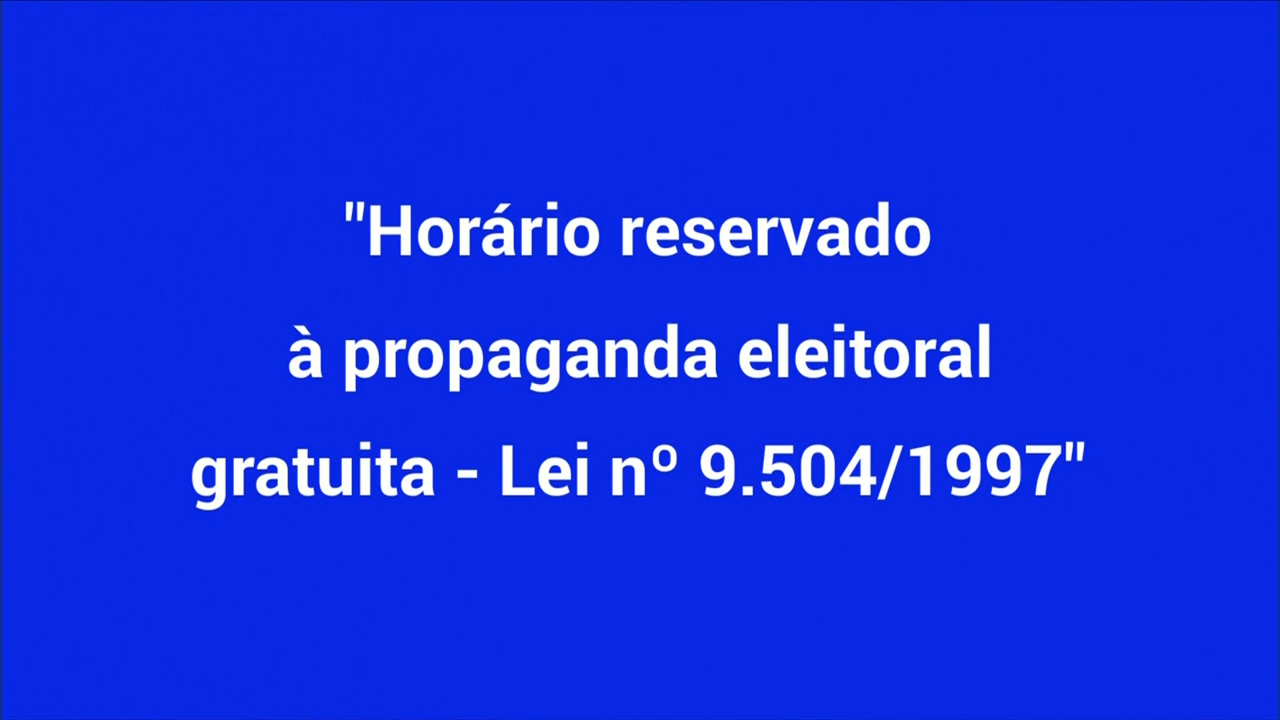 "Horário reservado
à propaganda eleitoral
gratuita - Lei nº 9.504/1997"